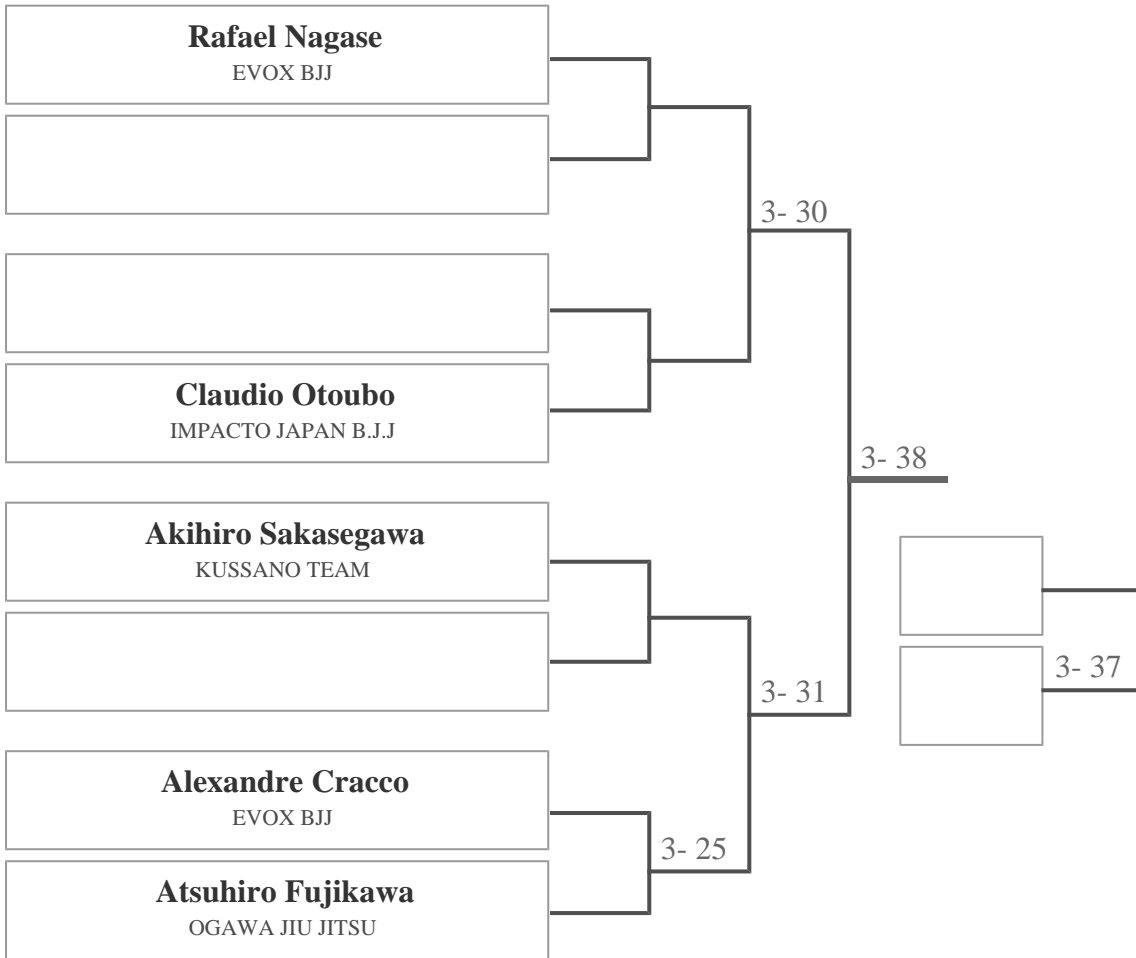 Rafael Nagase
EVOX BJJ
3- 30
Claudio Otoubo
IMPACTO JAPAN B.J.J
3- 38
Akihiro Sakasegawa
KUSSANO TEAM
3- 37
3- 31
Alexandre Cracco
EVOX BJJ
3- 25
Atsuhiro Fujikawa
OGAWA JIU JITSU